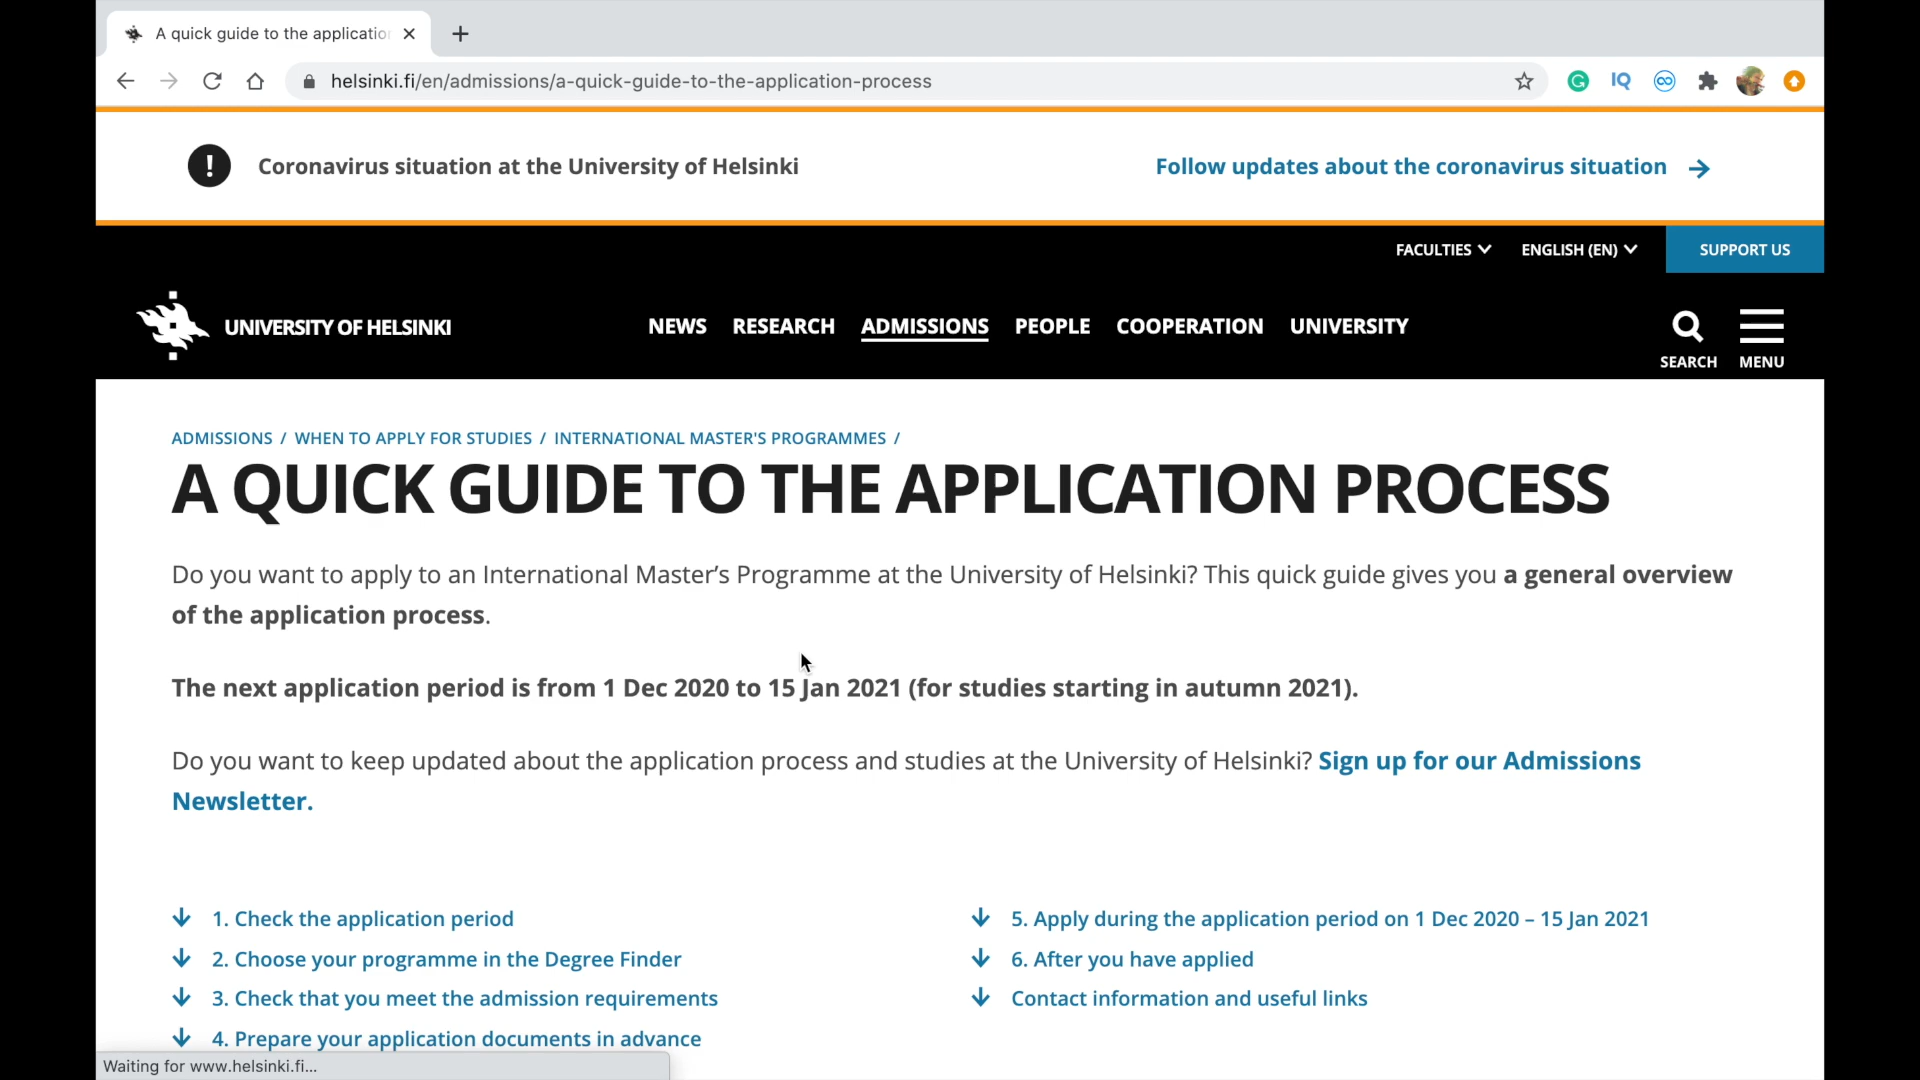 A quick guide to the applicatio
helsinki.fi/en/admissions/a-quick-guide-to-the-application-process
IQ
Coronavirus situation at the University of Helsinki
Follow updates about the coronavirus situation
FACULTIES
ENGLISH (EN)
SUPPORT US
UNIVERSITY OF HELSINKI
NEWS
RESEARCH
ADMISSIONS
PEOPLE
COOPERATION
UNIVERSITY
SEARCH
MENU
ADMISSIONS / WHEN TO APPLY FOR STUDIES / INTERNATIONAL MASTER'S PROGRAMMES /
A QUICK GUIDE TO THE APPLICATION PROCESS
Do you want to apply to an International Master’s Programme at the University of Helsinki? This quick guide gives you a general overview
of the application process.
The next application period is from 1 Dec 2020 to 15 Jan 2021 (for studies starting in autumn 2021).
Do you want to keep updated about the application process and studies at the University of Helsinki? Sign up for our Admissions
Newsletter.
1. Check the application period
2. Choose your programme in the Degree Finder
3. Check that you meet the admission requirements
4. Prepare your application documents in advance
5. Apply during the application period on 1 Dec 2020 – 15 Jan 2021
6. After you have applied
Contact information and useful links
Waiting for www.helsinki.fi...